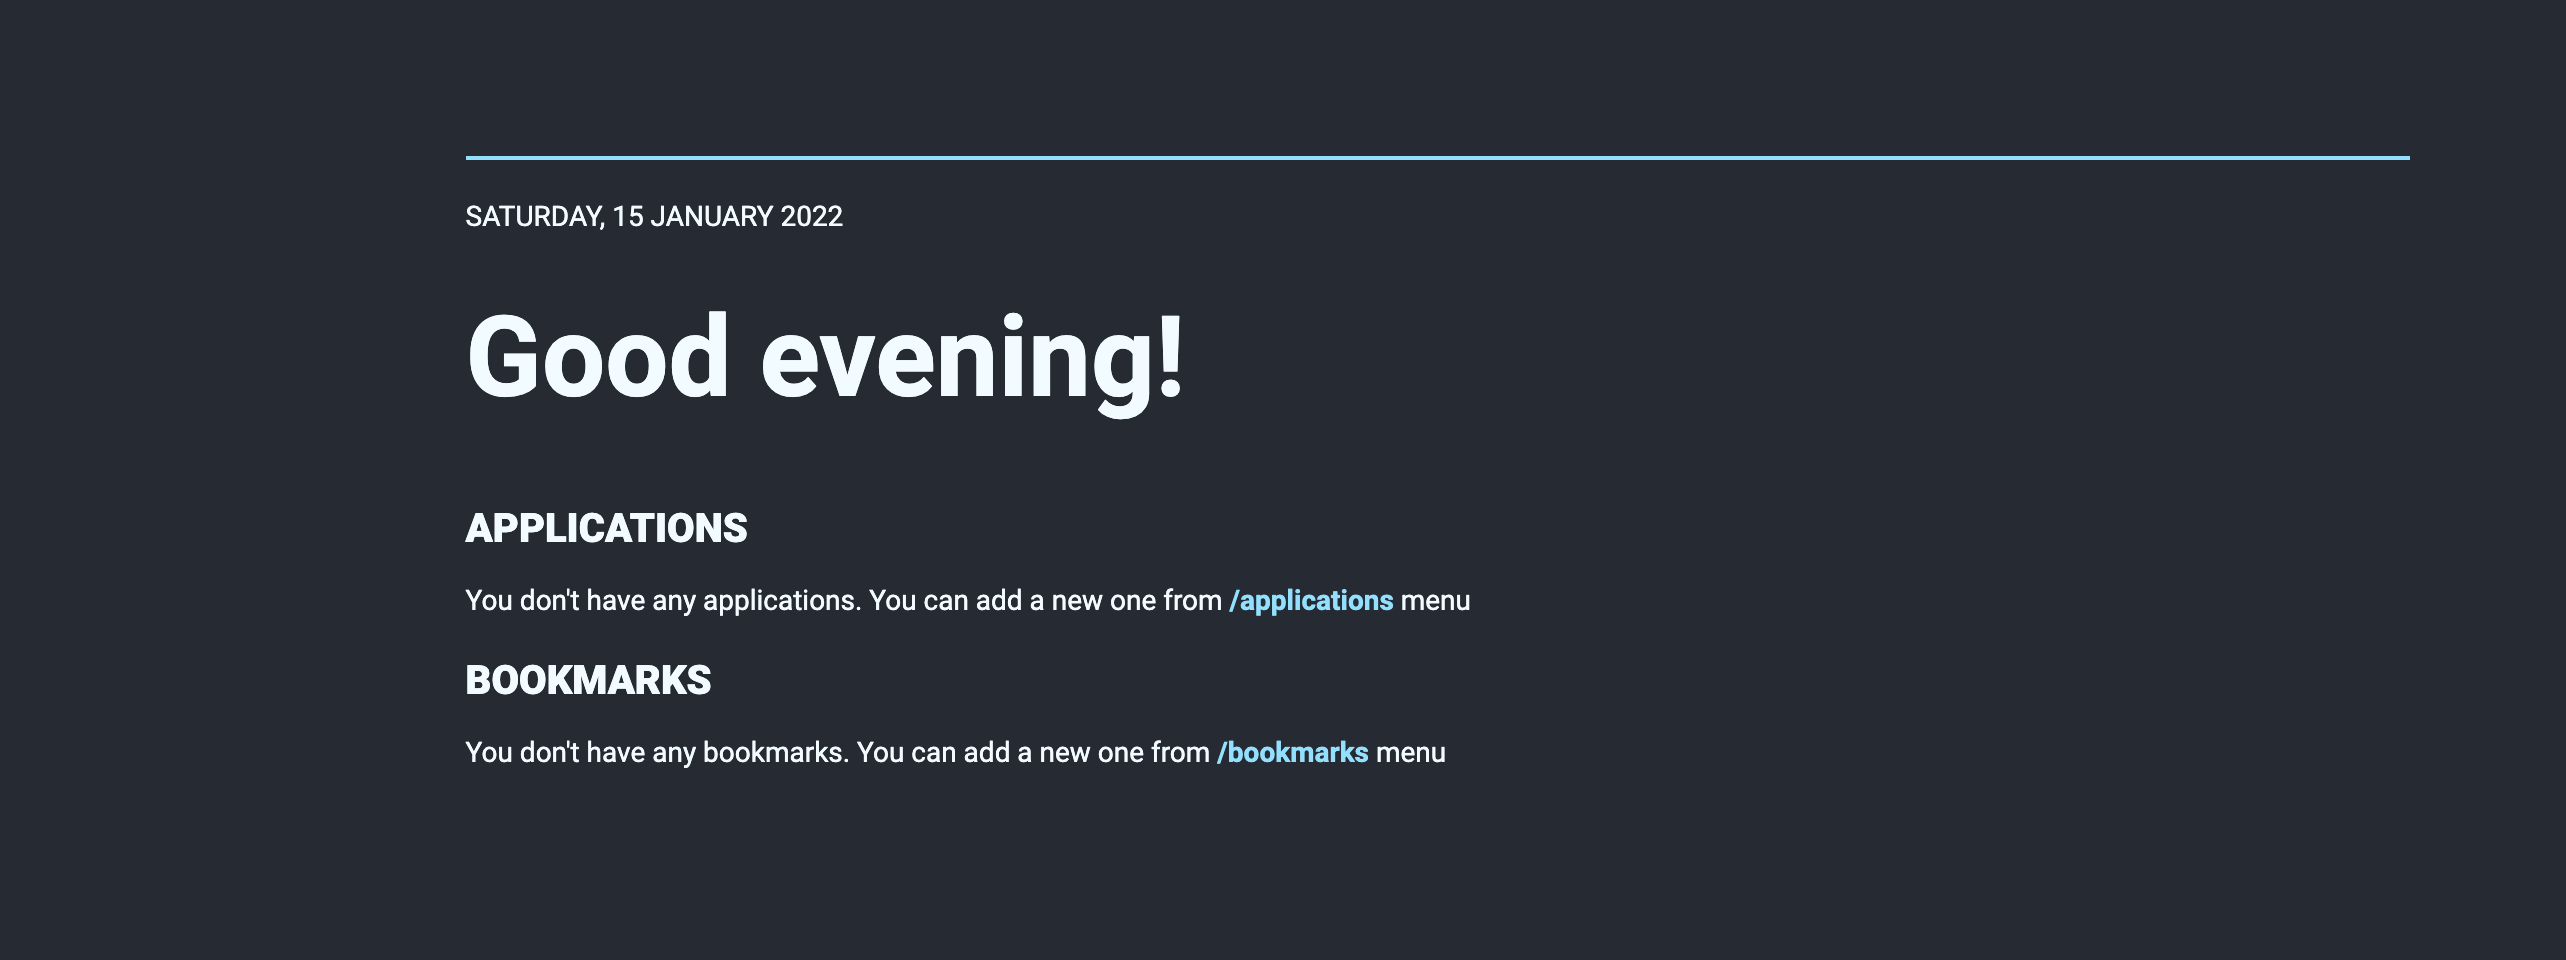 SATURDAY, 15 JANUARY 2022
Good evening!
APPLICATIONS
You don't have any applications. You can add a new one from /applications menu
BOOKMARKS
You don't have any bookmarks. You can add a new one from /bookmarks menu